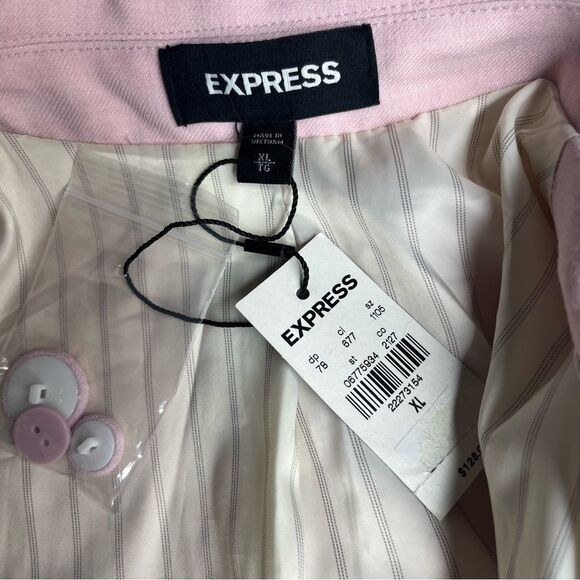 EXPRESS
MADE IN
VIETNAM
XL
TG
EXPRESS
dp cl sz
78 677 1105
st co
06775934 2127
22273154
XL